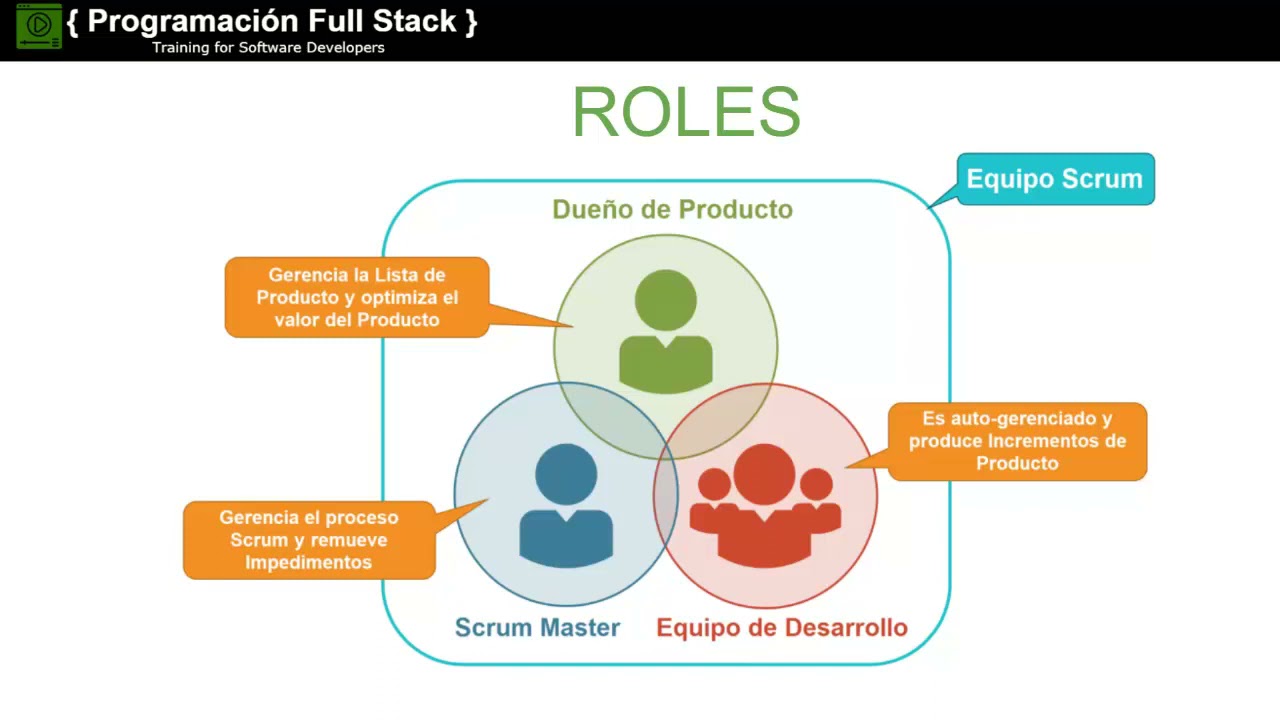 { Programación Full Stack }
Training for Software Developers
ROLES
Equipo Scrum
Dueño de Producto
Gerencia la Lista de
Producto y optimiza el
valor del Producto
Es auto-gerenciado y
produce Incrementos de
Producto
Gerencia el proceso
Scrum y remueve
Impedimentos
Scrum Master
Equipo de Desarrollo